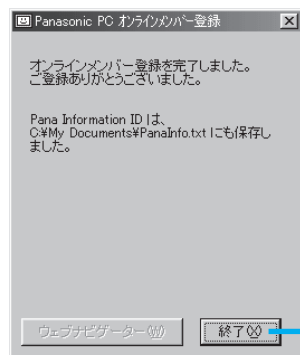 Panasonic PC オンラインメンバー登録
オンラインメンバー登録を完了しました。
ご登録ありがとうございました。
Pana Information ID は、
C:¥My Documents¥PanaInfo.txt にも保存し
ました。
ウェブナビゲーター(W)
終了(X)